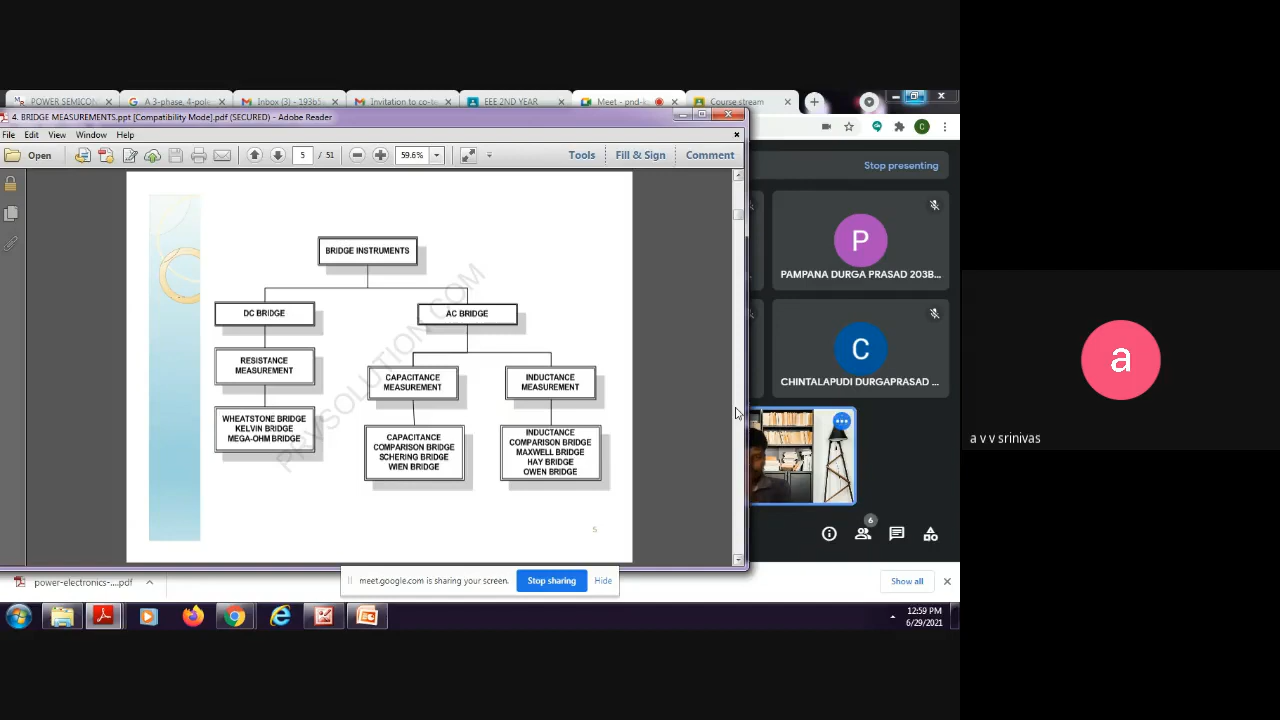 POWER SEMICON
A 3-phase, 4-pol
Inbox (3) - 193b5
Invitation to co-t
EEE 2ND YEAR
Meet - pnd-k
Course stream
4. BRIDGE MEASUREMENTS.ppt [Compatibility Mode].pdf (SECURED) - Adobe Reader
File Edit View Window Help
Open
5 / 51
59.6%
Tools
Fill & Sign
Comment
Stop presenting
BRIDGE INSTRUMENTS
DC BRIDGE
AC BRIDGE
RESISTANCE
MEASUREMENT
CAPACITANCE
MEASUREMENT
INDUCTANCE
MEASUREMENT
WHEATSTONE BRIDGE
KELVIN BRIDGE
MEGA-OHM BRIDGE
CAPACITANCE
COMPARISON BRIDGE
SCHERING BRIDGE
WIEN BRIDGE
INDUCTANCE
COMPARISON BRIDGE
MAXWELL BRIDGE
HAY BRIDGE
OWEN BRIDGE
5
P
PAMPANA DURGA PRASAD 203B...
C
CHINTALAPUDI DURGAPRASAD ...
6
a
a v v srinivas
power-electronics-....pdf
meet.google.com is sharing your screen.
Stop sharing
Hide
Show all
12:59 PM
6/29/2021